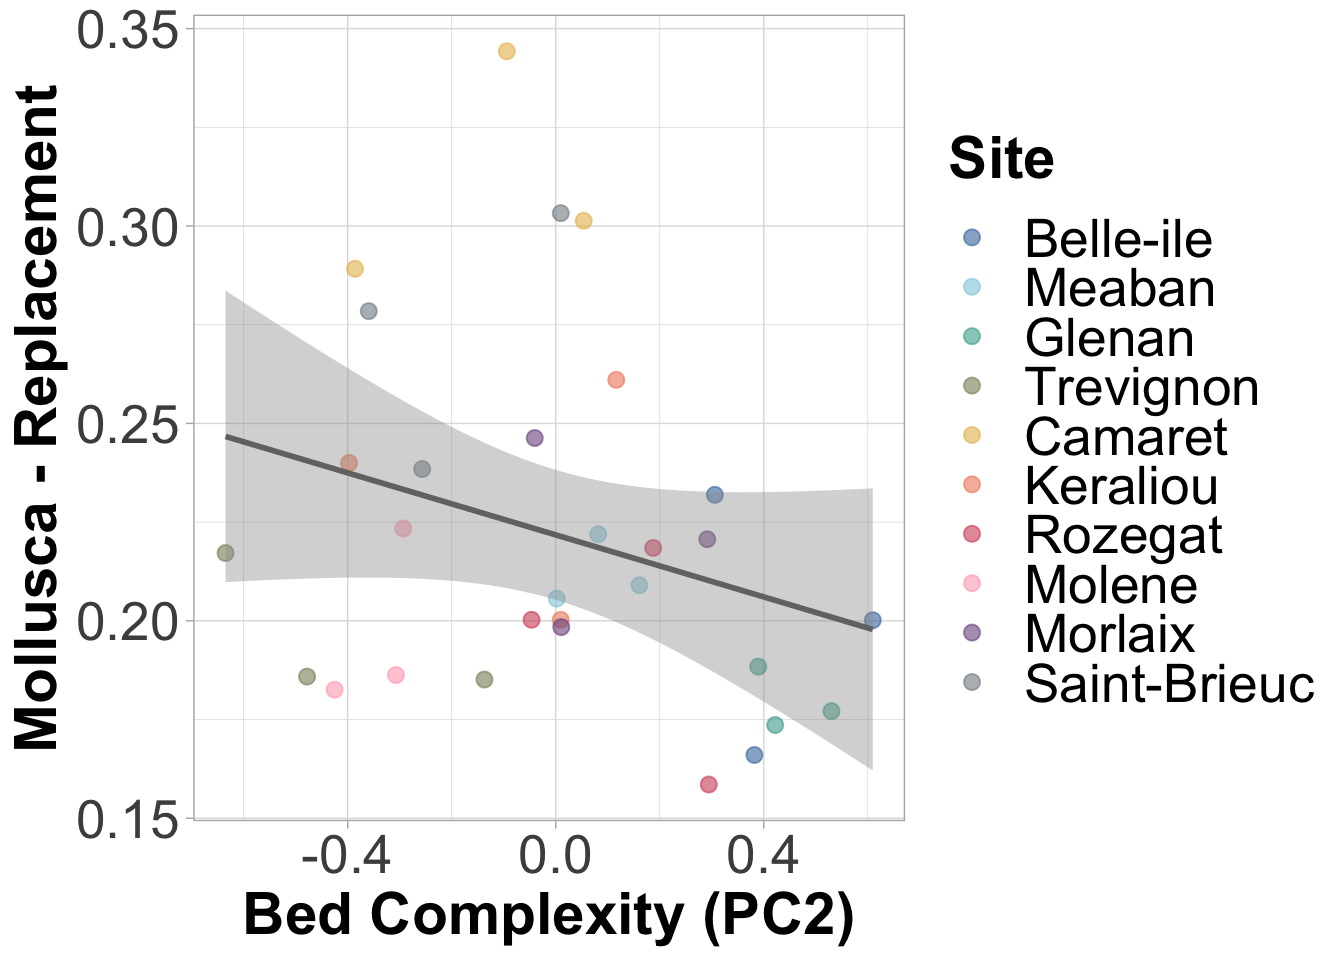 Mollusca - Replacement
0.35
0.30
0.25
0.20
0.15
-0.4 0.0 0.4
Bed Complexity (PC2)
Site
Belle-ile
Meaban
Glenan
Trevignon
Camaret
Keraliou
Rozegat
Molene
Morlaix
Saint-Brieuc